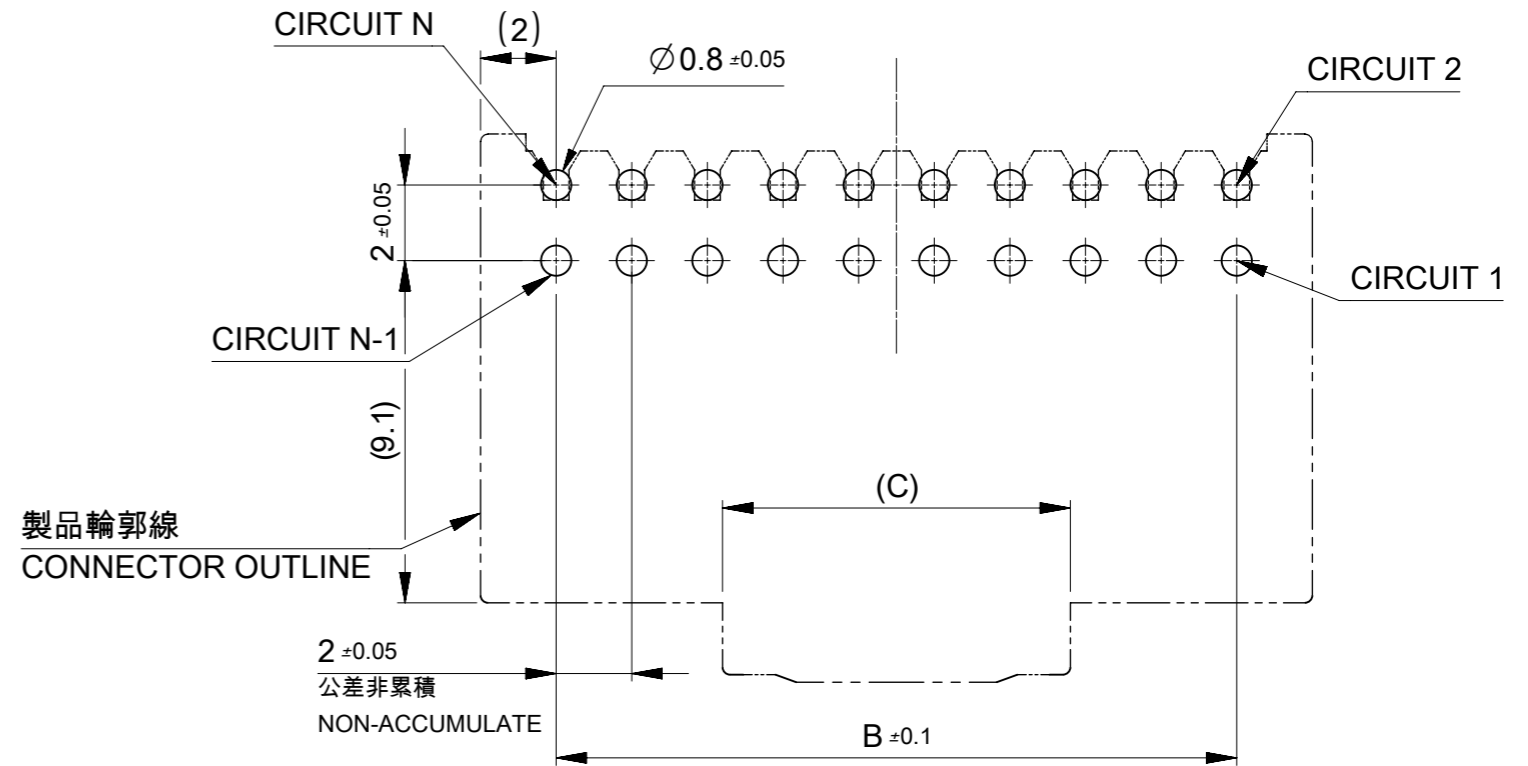 CIRCUIT N
(2)
Ø0.8 ±0.05
CIRCUIT 2
2 ±0.05
CIRCUIT 1
CIRCUIT N-1
(9.1)
(C)
製品輪郭線
CONNECTOR OUTLINE
2 ±0.05
公差非累積
NON-ACCUMULATE
B ±0.1